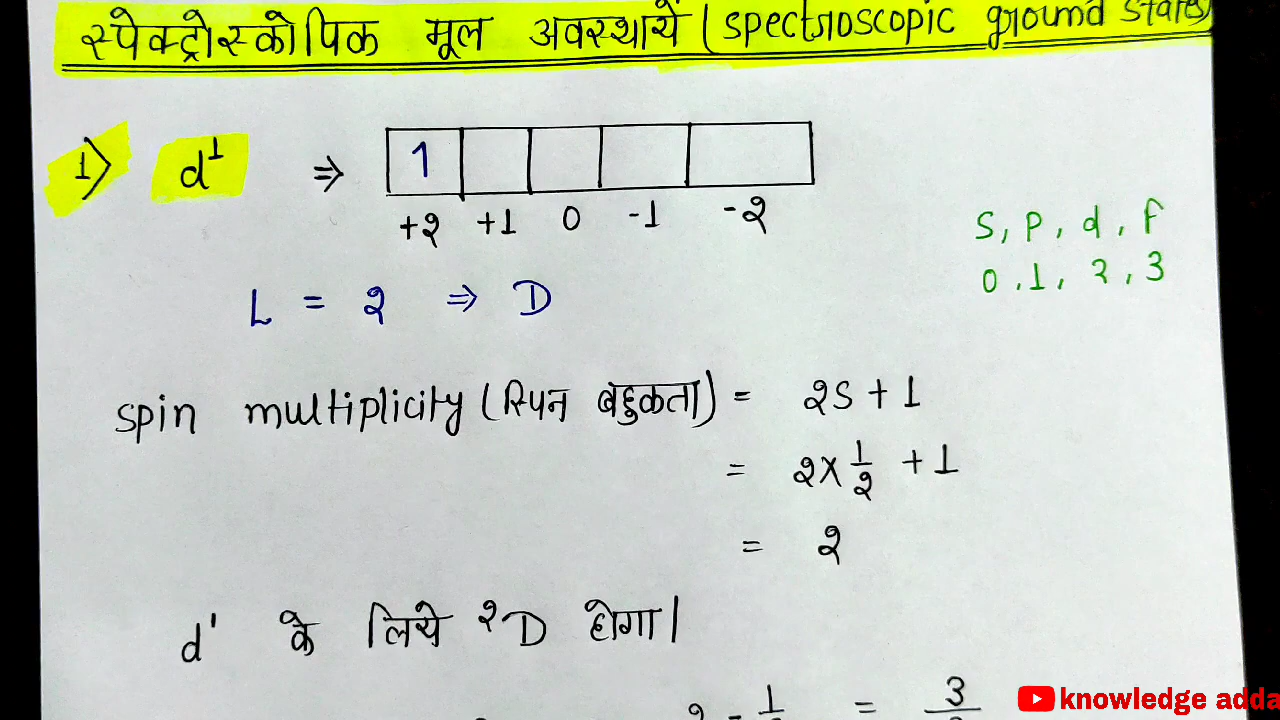 स्पेक्ट्रोस्कोपिक मूल अवस्थायें (spectroscopic ground states)
1) d¹ ⇒ 1
+2 +1 0 -1 -2
S, P, d, f
0, 1, 2, 3
L = 2 ⇒ D
spin multiplicity (स्पिन बहुकता) = 2S + 1
= 2 × 1/2 + 1
= 2
d' के लिये ²D होगा।
= 3
knowledge adda